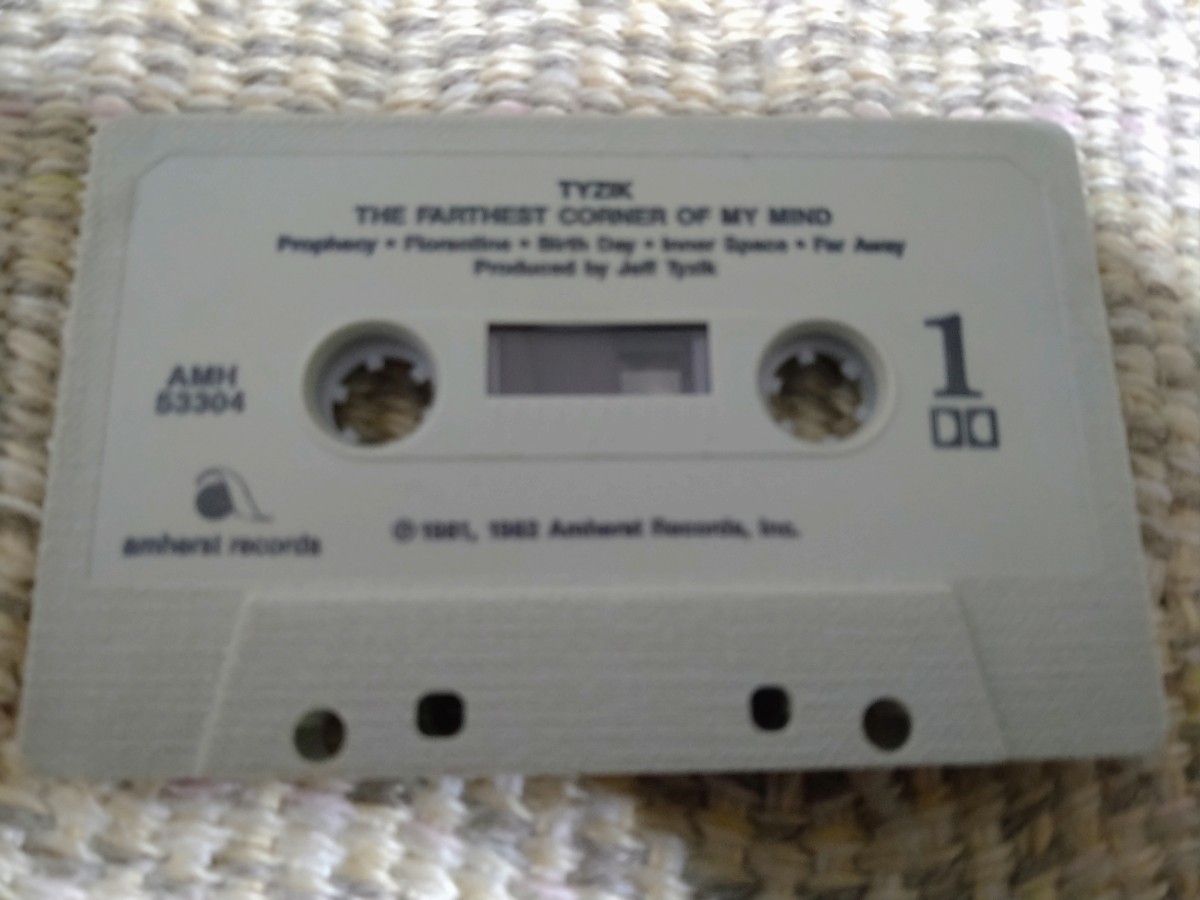 TYZIK
THE FARTHEST CORNER OF MY MIND
Prophecy • Florentine • Birth Day • Inner Space • Far Away
Produced by Jeff Tyzik
AMH
53304
1
amherst records
℗ 1981, Amherst Records, Inc.